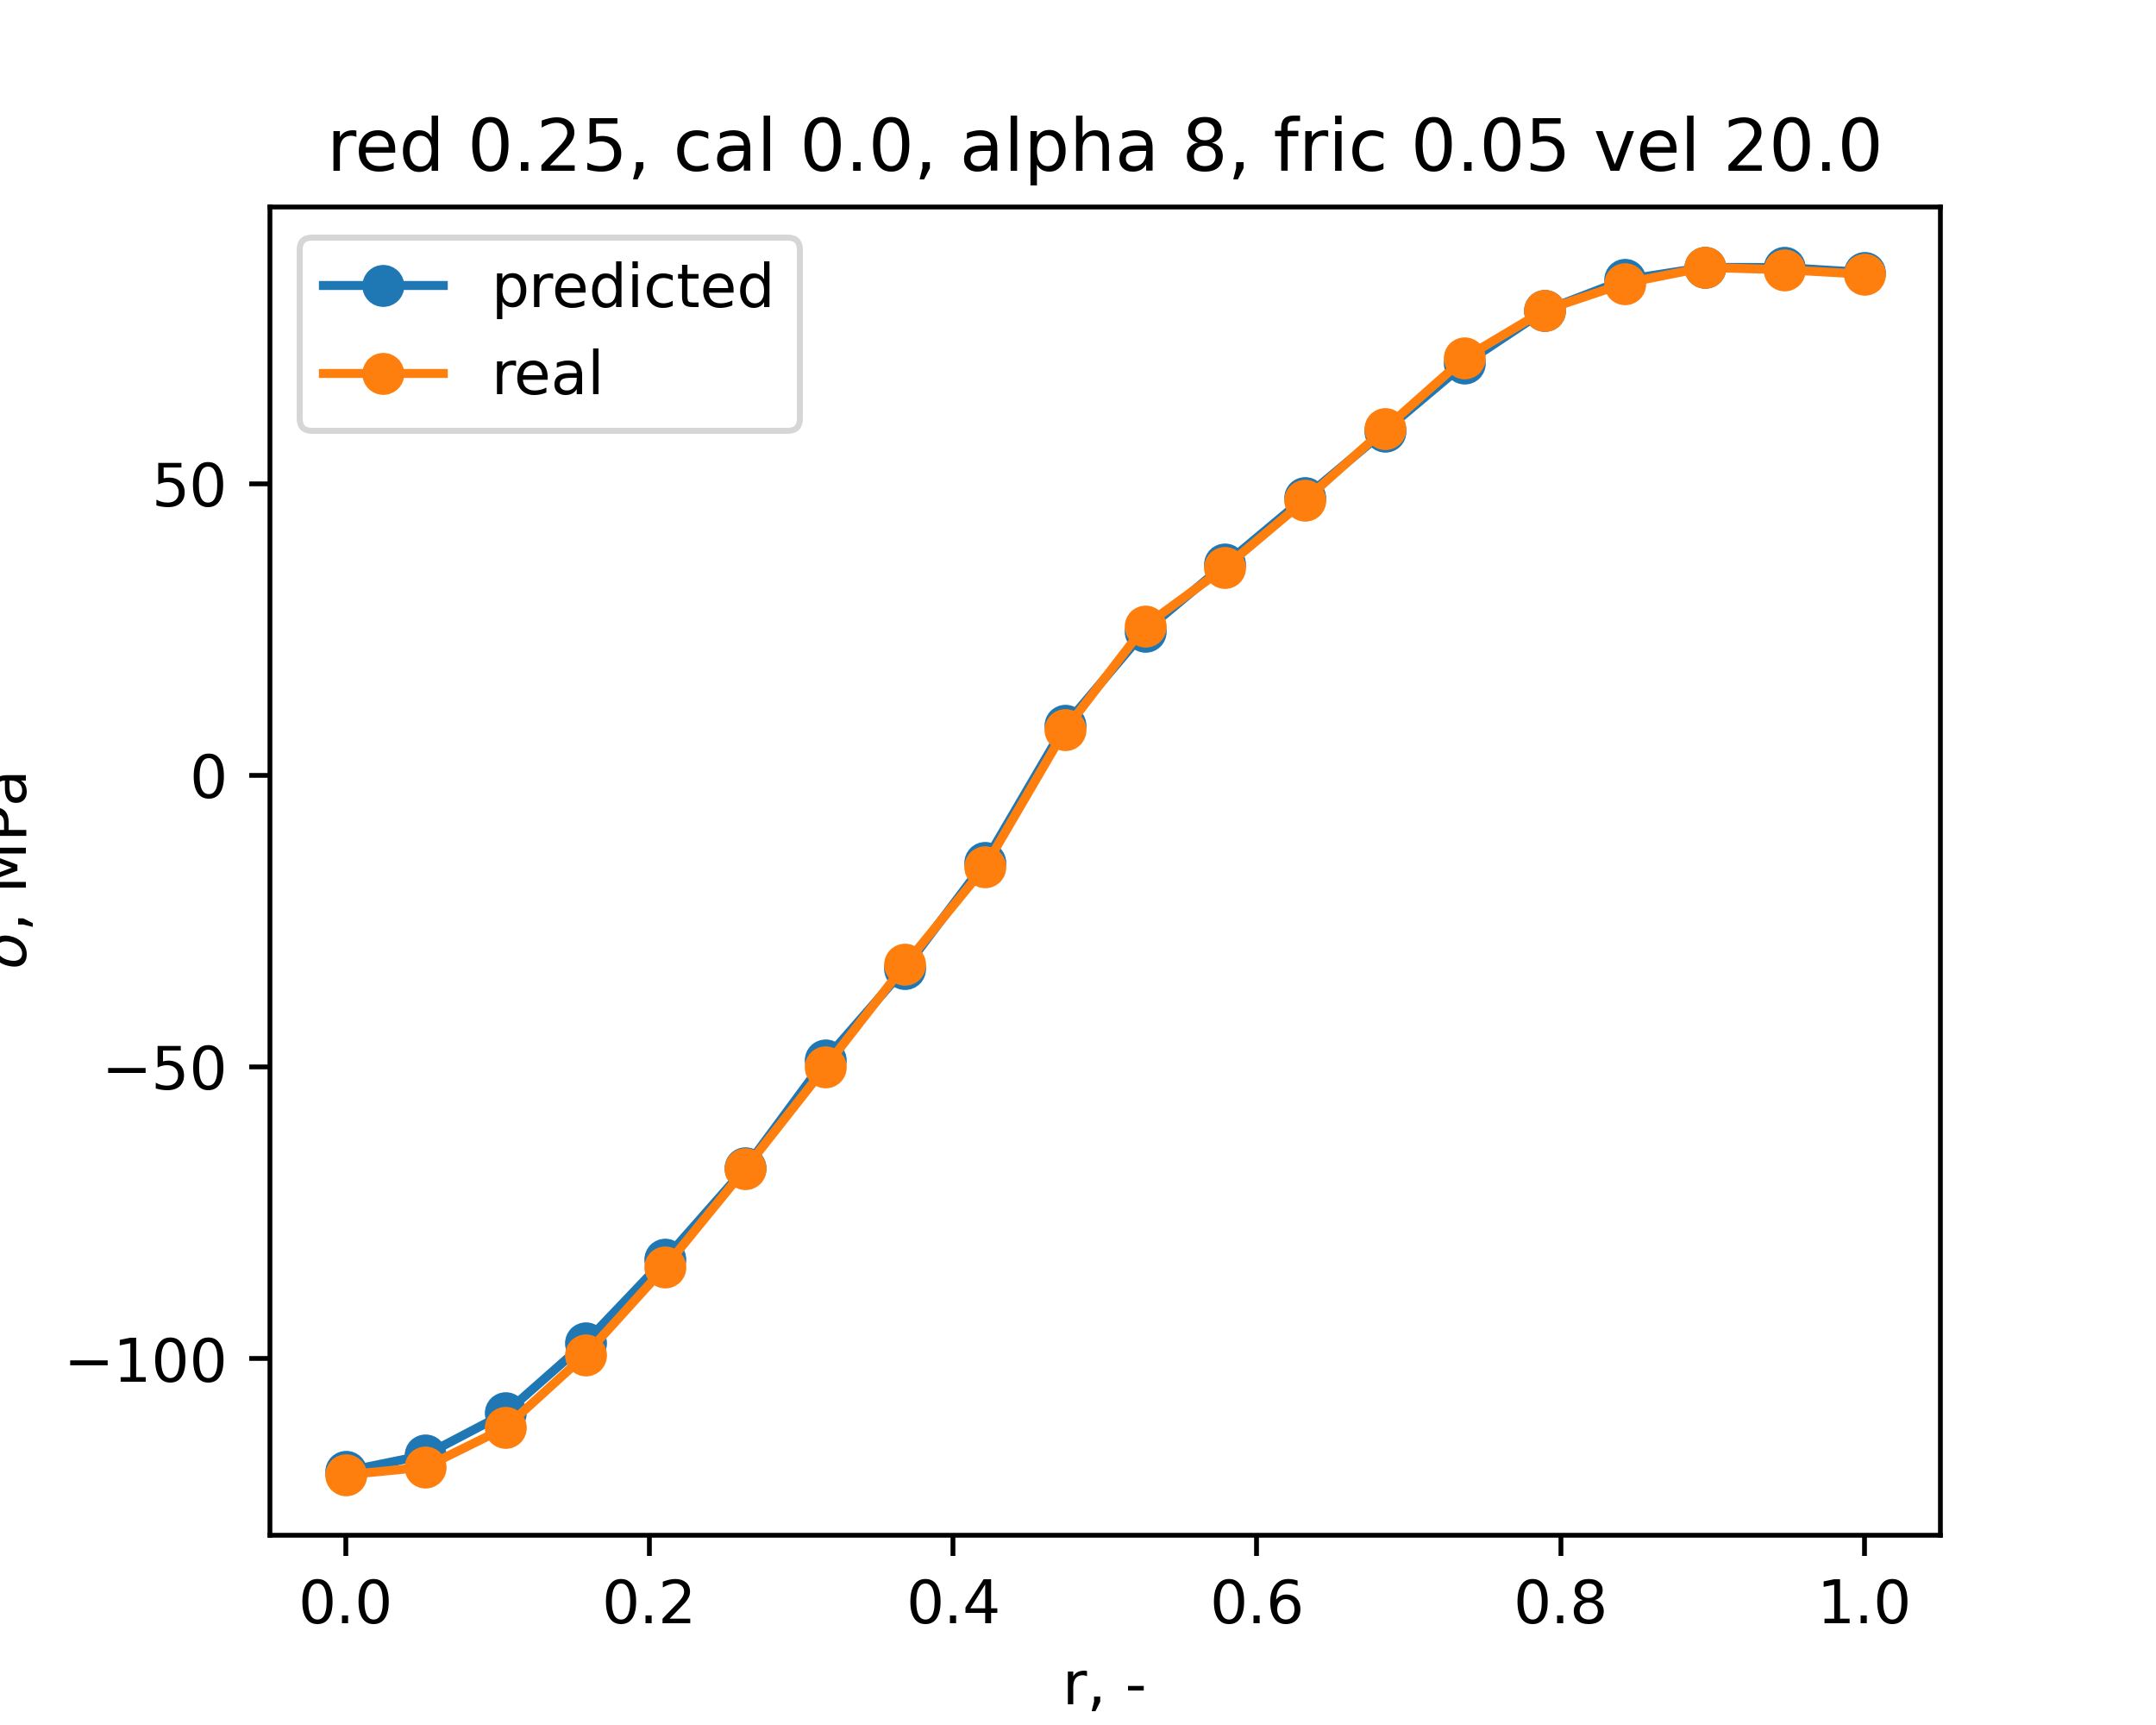 red 0.25, cal 0.0, alpha 8, fric 0.05 vel 20.0
predicted
real
50
0
−50
−100
σ, MPa
0.0 0.2 0.4 0.6 0.8 1.0
r, -